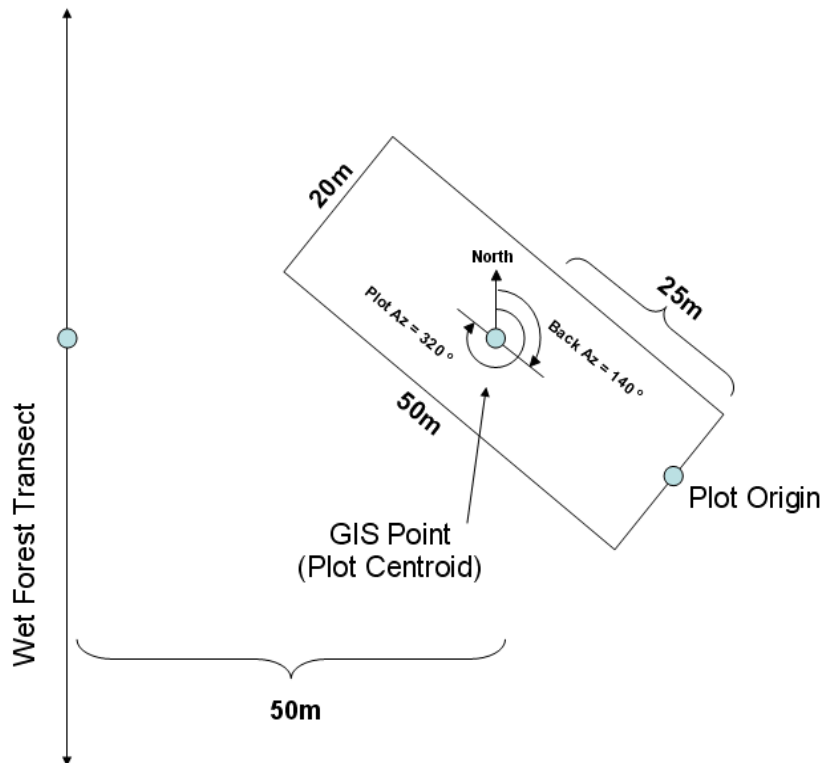 20m
North
25m
Plot Az = 320 °
Back Az = 140 °
50m
Plot Origin
Wet Forest Transect
GIS Point
(Plot Centroid)
50m